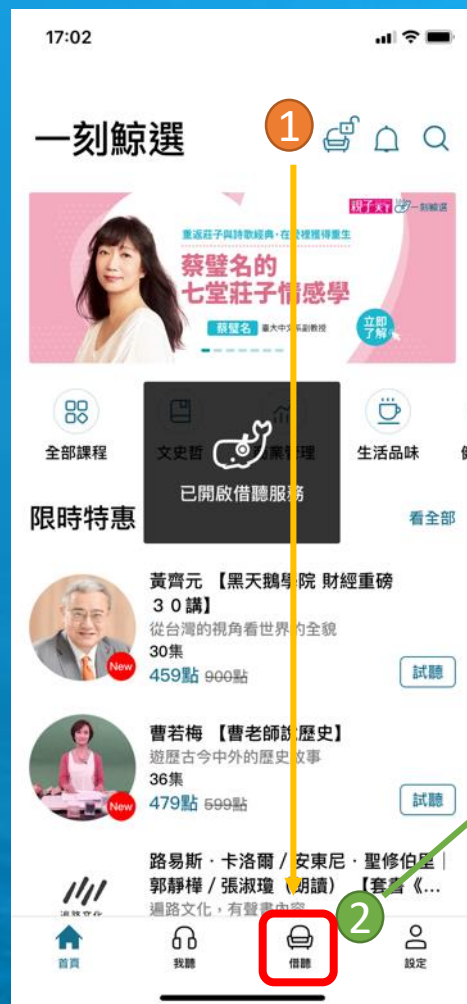 17:02
一刻鯨選
1
親子天下 一刻鯨選
重返莊子與詩歌經典，在愛裡獲得重生
蔡璧名的
七堂莊子情感學
蔡璧名 臺大中文系副教授
立即
了解
全部課程 文史哲 商業管理 生活品味
已開啟借聽服務
限時特惠 看全部
黃齊元 【黑天鵝學院 財經重磅
３０講】
從台灣的視角看世界的全貌
30集
New
459點 900點 試聽
曹若梅 【曹老師說歷史】
遊歷古今中外的歷史故事
36集
New
479點 599點 試聽
路易斯．卡洛爾 / 安東尼．聖修伯里｜
郭靜樺 / 張淑瓊（朗讀） 【套書《...
遍路文化，有聲書內容
遍路文化
2
首頁 我聽 借聽 設定